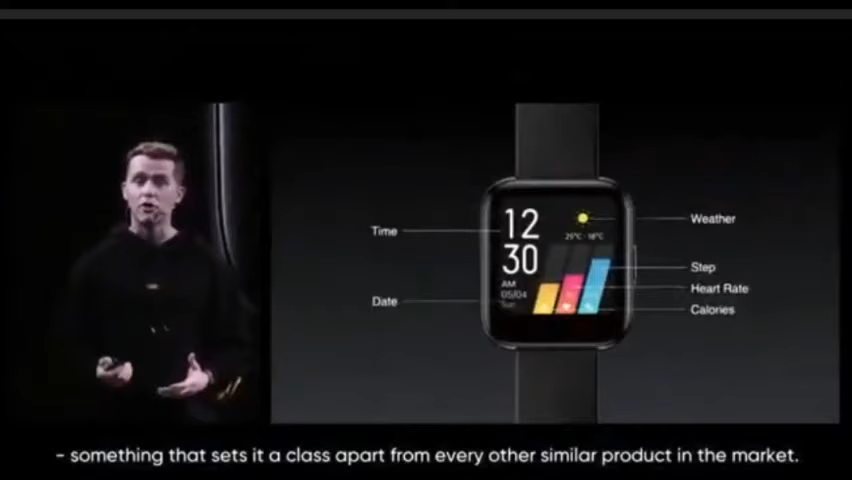 Time
Date
12
30
AM
05/04
Sun
25°C - 18°C
Weather
Step
Heart Rate
Calories
- something that sets it a class apart from every other similar product in the market.